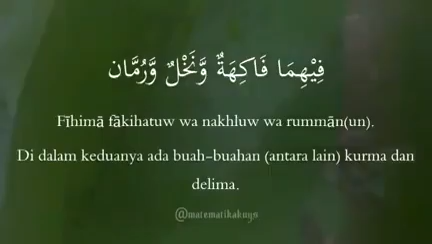 فِيْهِمَا فَاكِهَةٌ وَّنَخْلٌ وَّرُمَّان
Fīhimā fākihatuw wa nakhluw wa rummān(un).
Di dalam keduanya ada buah-buahan (antara lain) kurma dan
delima.
@matematikakuyn